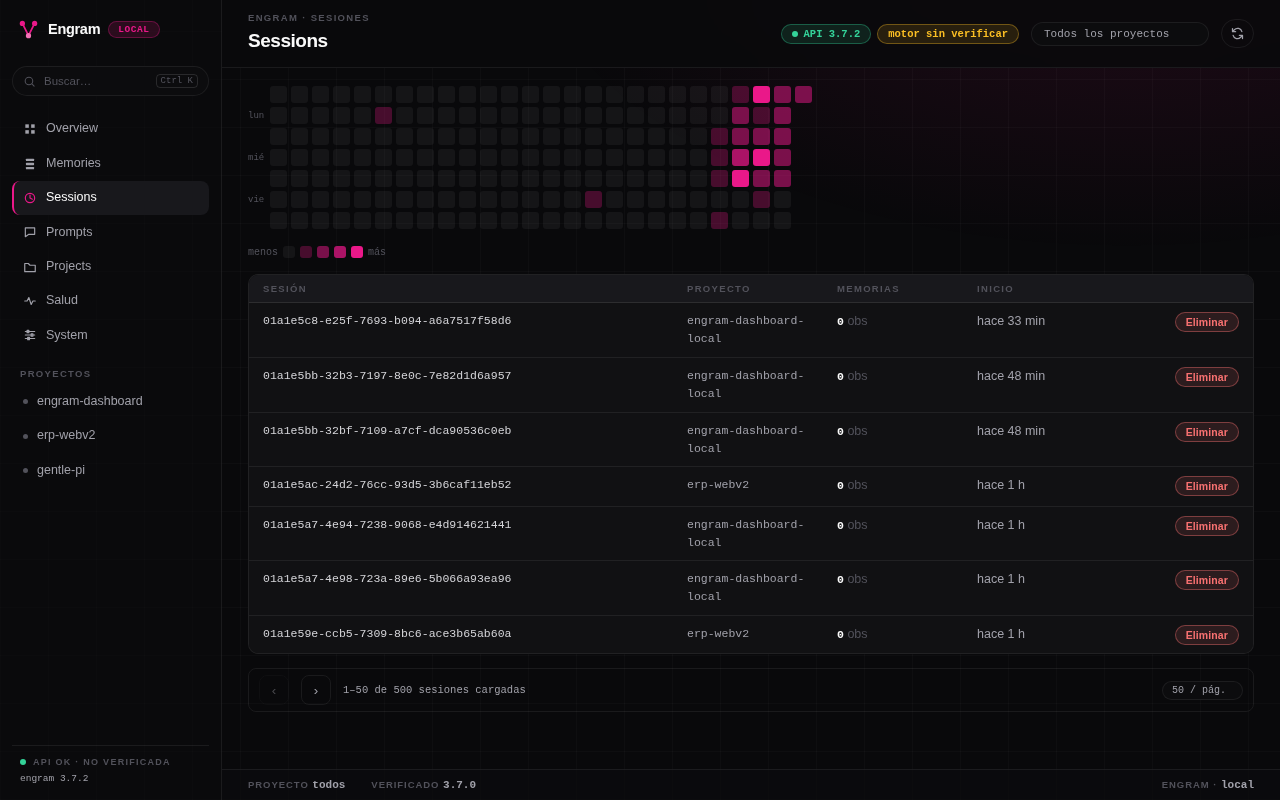 Engram LOCAL
Buscar… Ctrl K
Overview
Memories
Sessions
Prompts
Projects
Salud
System
PROYECTOS
engram-dashboard
erp-webv2
gentle-pi
API OK · NO VERIFICADA
engram 3.7.2
ENGRAM · SESIONES
Sessions
API 3.7.2 motor sin verificar Todos los proyectos
lun
mié
vie
menos más
SESIÓN PROYECTO MEMORIAS INICIO
01a1e5c8-e25f-7693-b094-a6a7517f58d6 engram-dashboard- 0 obs hace 33 min Eliminar
local
01a1e5bb-32b3-7197-8e0c-7e82d1d6a957 engram-dashboard- 0 obs hace 48 min Eliminar
local
01a1e5bb-32bf-7109-a7cf-dca90536c0eb engram-dashboard- 0 obs hace 48 min Eliminar
local
01a1e5ac-24d2-76cc-93d5-3b6caf11eb52 erp-webv2 0 obs hace 1 h Eliminar
01a1e5a7-4e94-7238-9068-e4d914621441 engram-dashboard- 0 obs hace 1 h Eliminar
local
01a1e5a7-4e98-723a-89e6-5b066a93ea96 engram-dashboard- 0 obs hace 1 h Eliminar
local
01a1e59e-ccb5-7309-8bc6-ace3b65ab60a erp-webv2 0 obs hace 1 h Eliminar
‹ › 1–50 de 500 sesiones cargadas 50 / pág.
PROYECTO todos VERIFICADO 3.7.0 ENGRAM · local